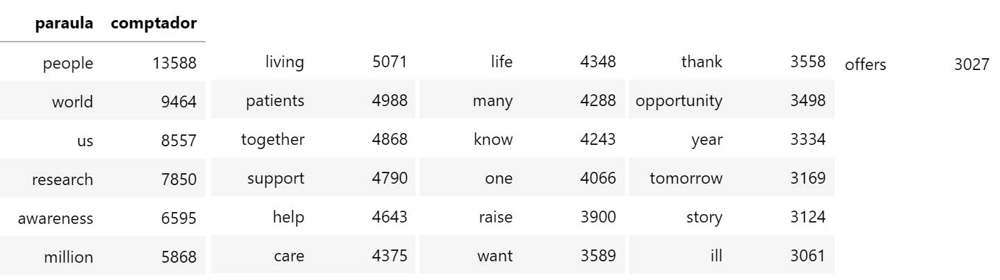 paraula comptador
people 13588 living 5071 life 4348 thank 3558 offers 3027
world 9464 patients 4988 many 4288 opportunity 3498
us 8557 together 4868 know 4243 year 3334
research 7850 support 4790 one 4066 tomorrow 3169
awareness 6595 help 4643 raise 3900 story 3124
million 5868 care 4375 want 3589 ill 3061